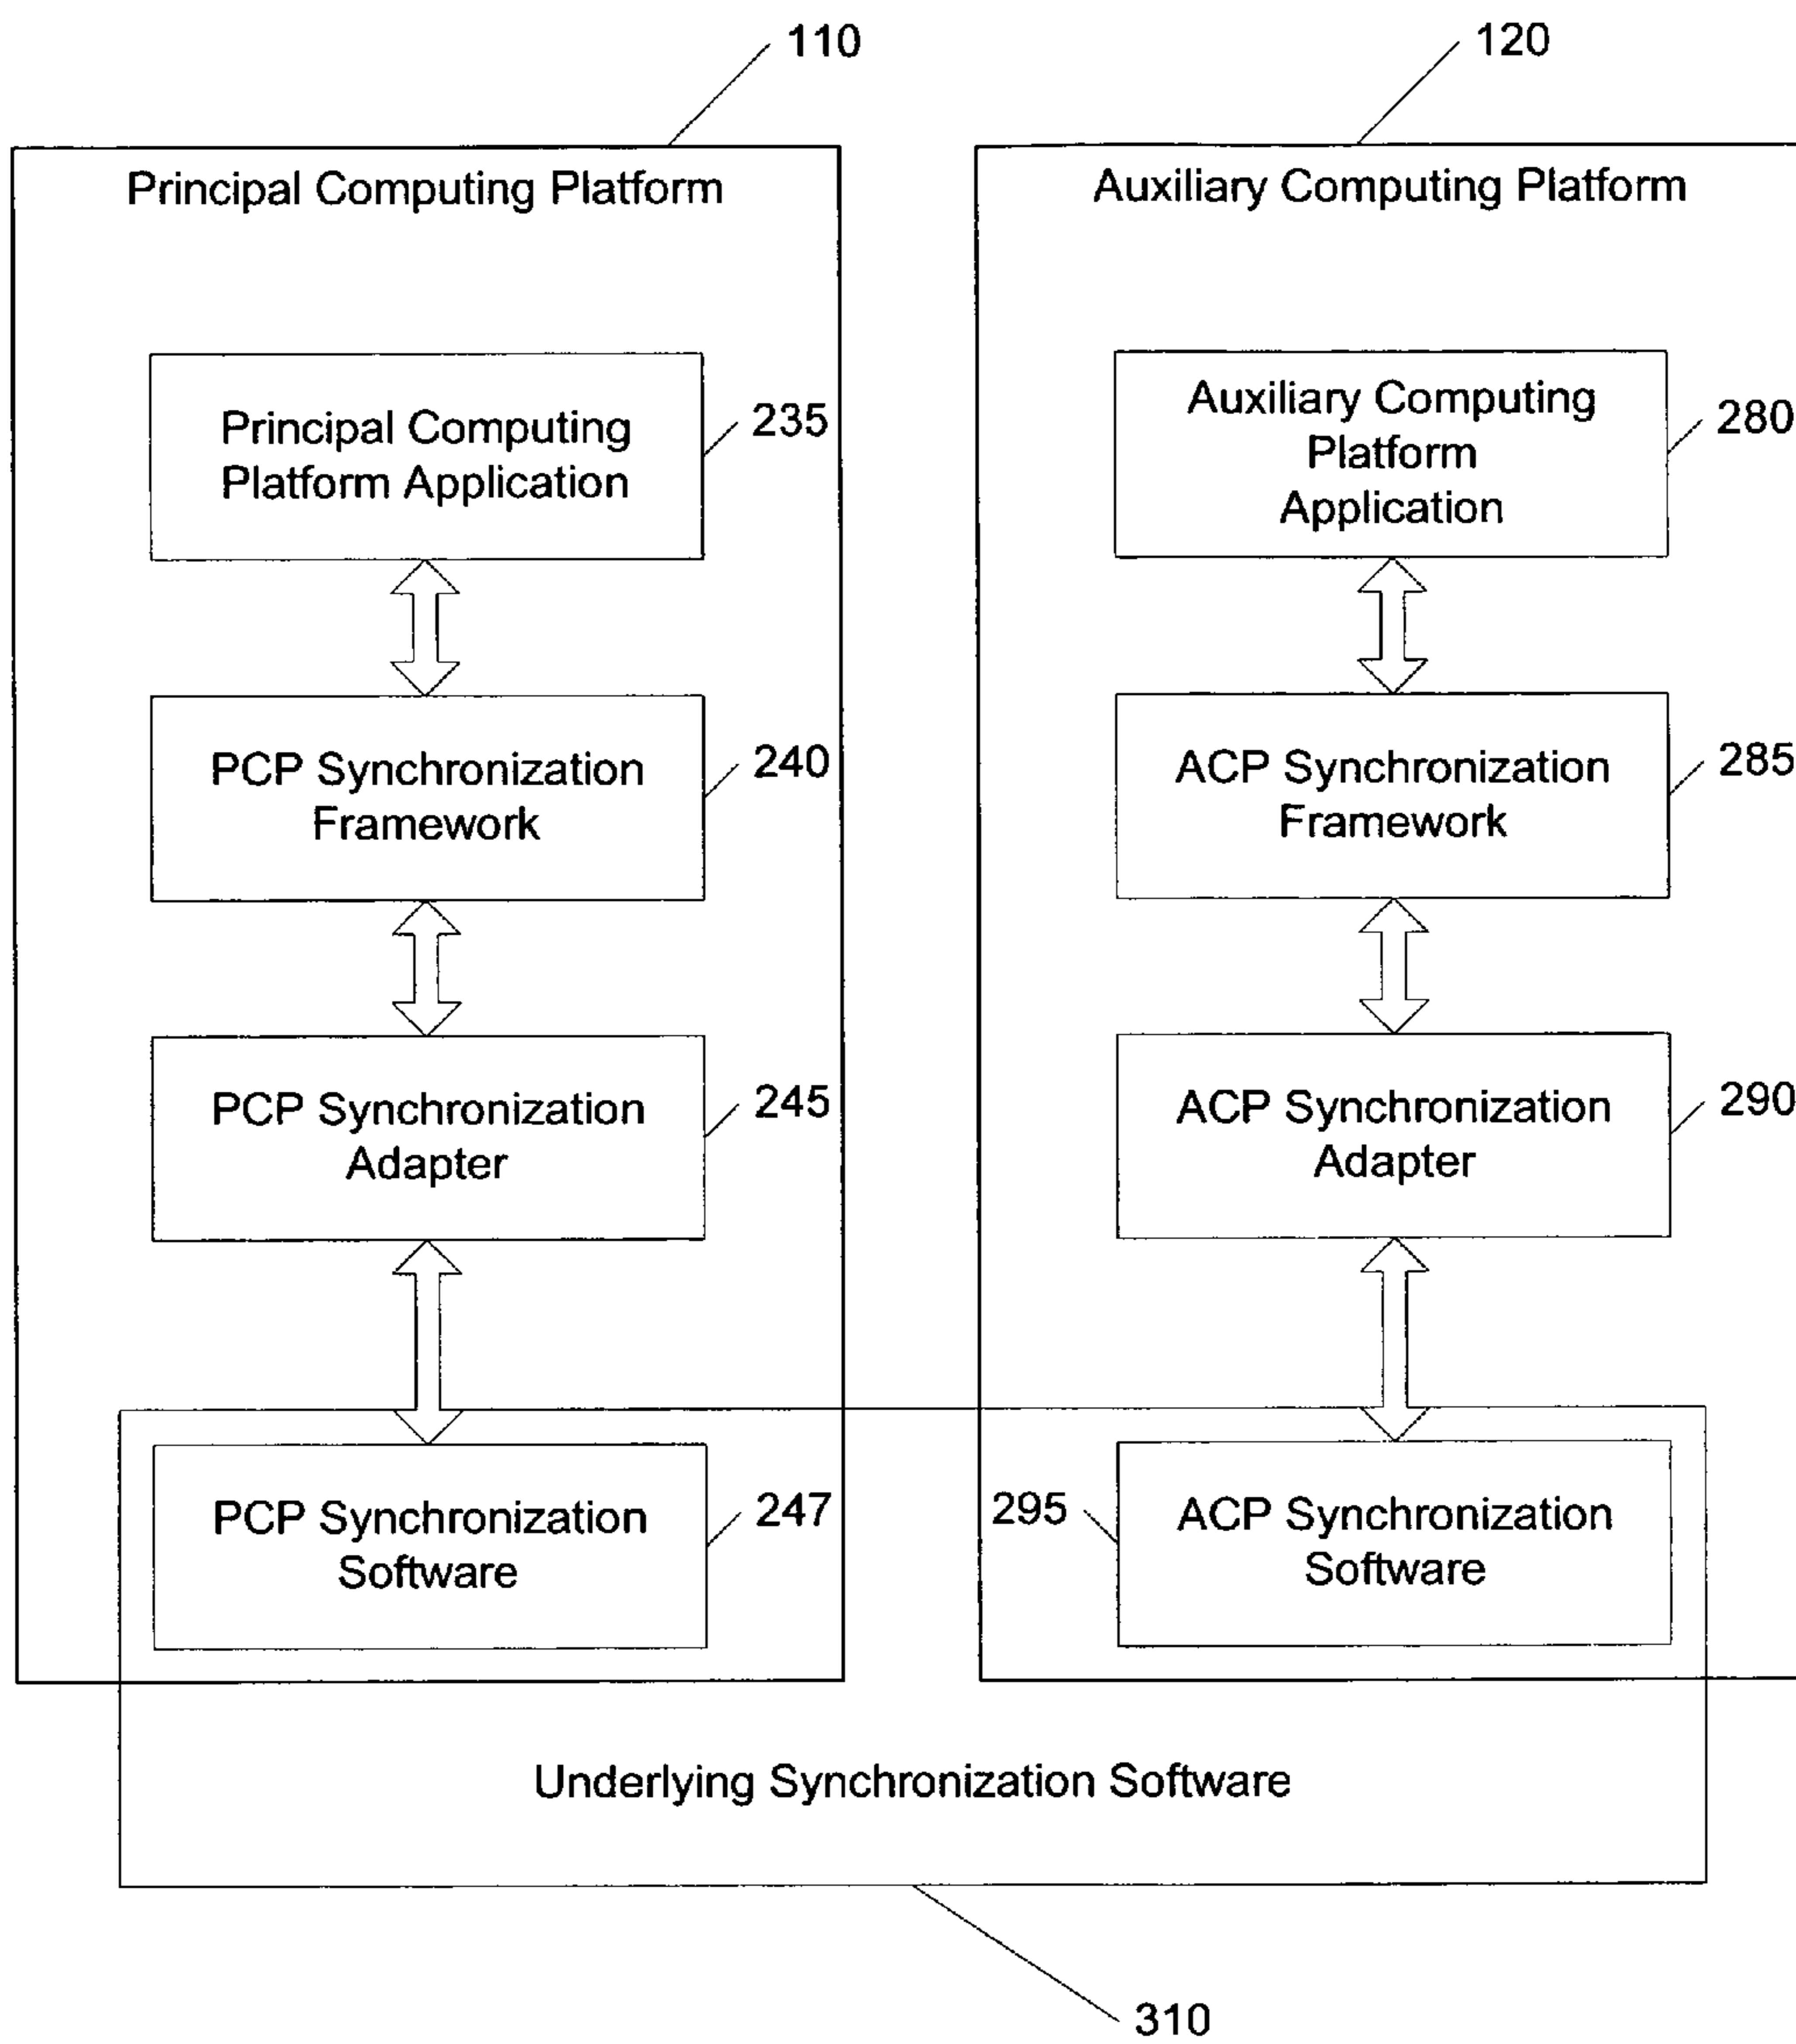 110
120
Principal Computing Platform
Auxiliary Computing Platform
Principal Computing
Platform Application
235
Auxiliary Computing
Platform
Application
280
PCP Synchronization
Framework
240
ACP Synchronization
Framework
285
PCP Synchronization
Adapter
245
ACP Synchronization
Adapter
290
PCP Synchronization
Software
247
295
ACP Synchronization
Software
Underlying Synchronization Software
310